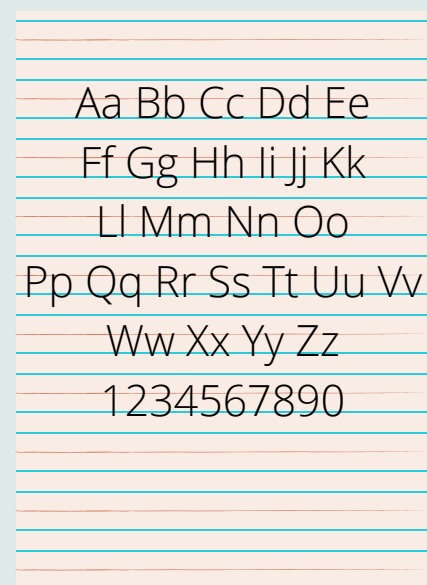 Aa Bb Cc Dd Ee
Ff Gg Hh Ii Jj Kk
Ll Mm Nn Oo
Pp Qq Rr Ss Tt Uu Vv
Ww Xx Yy Zz
1234567890